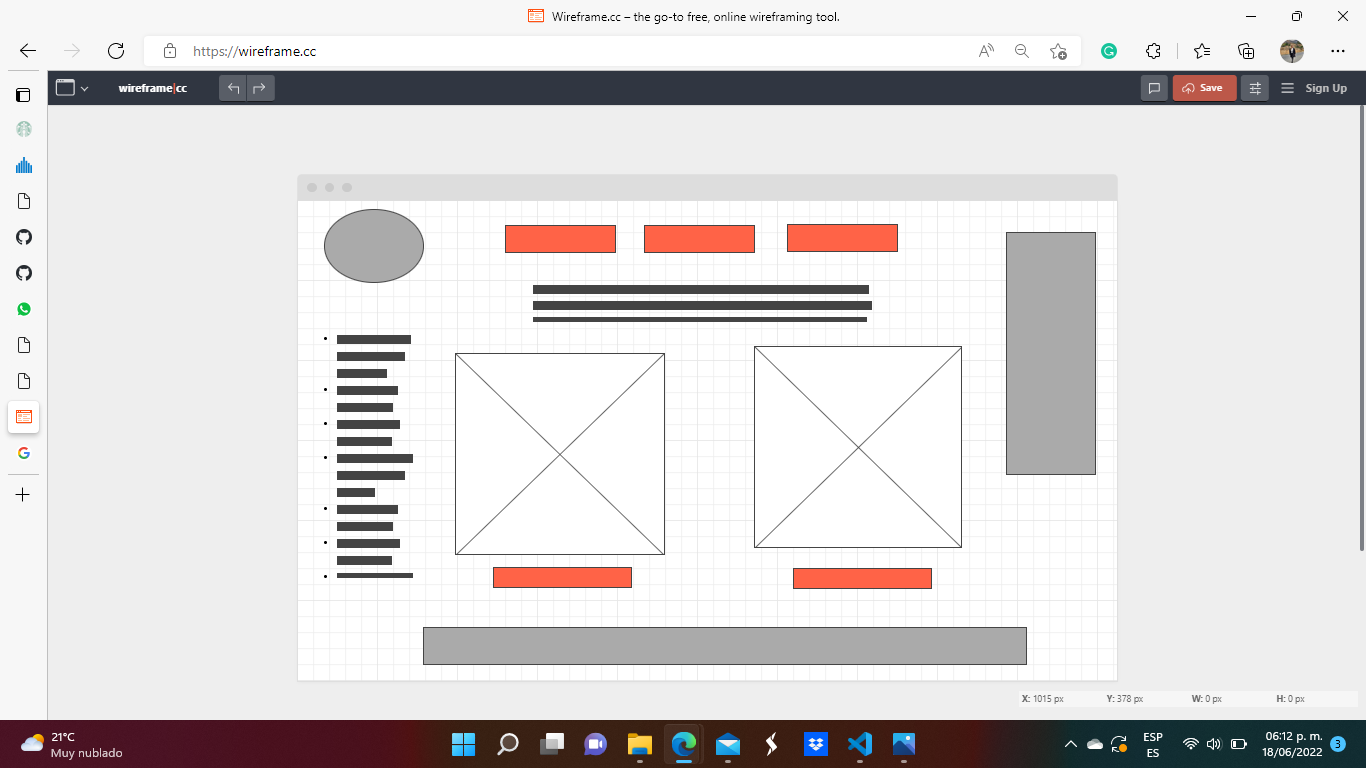 Wireframe.cc – the go-to free, online wireframing tool.
https://wireframe.cc
wireframe|cc
Save
Sign Up
X: 1015 px Y: 378 px W: 0 px H: 0 px
21°C
Muy nublado
ESP
ES
06:12 p. m.
18/06/2022
3